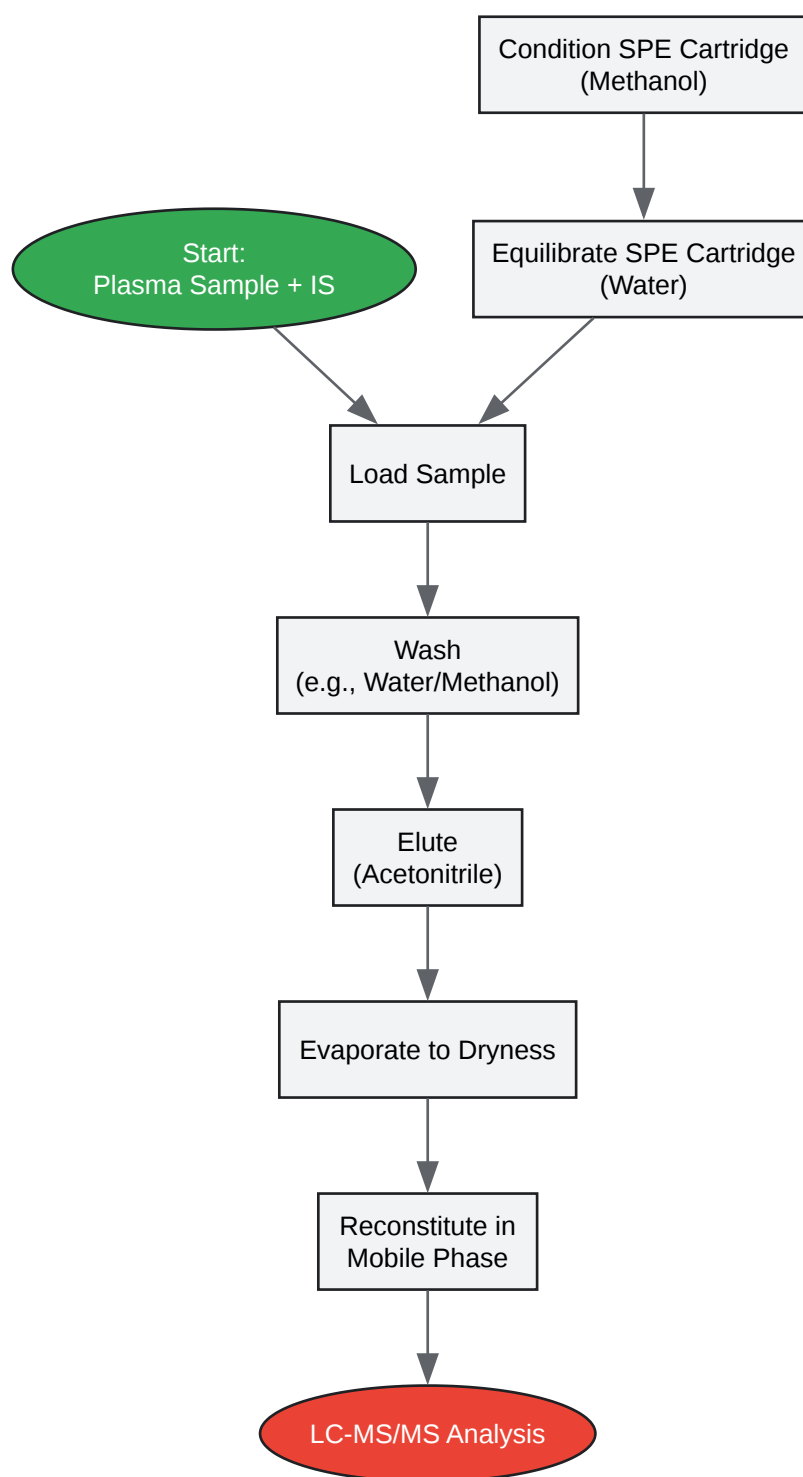 Condition SPE Cartridge
(Methanol)
Start:
Plasma Sample + IS
Equilibrate SPE Cartridge
(Water)
Load Sample
Wash
(e.g., Water/Methanol)
Elute
(Acetonitrile)
Evaporate to Dryness
Reconstitute in
Mobile Phase
LC-MS/MS Analysis